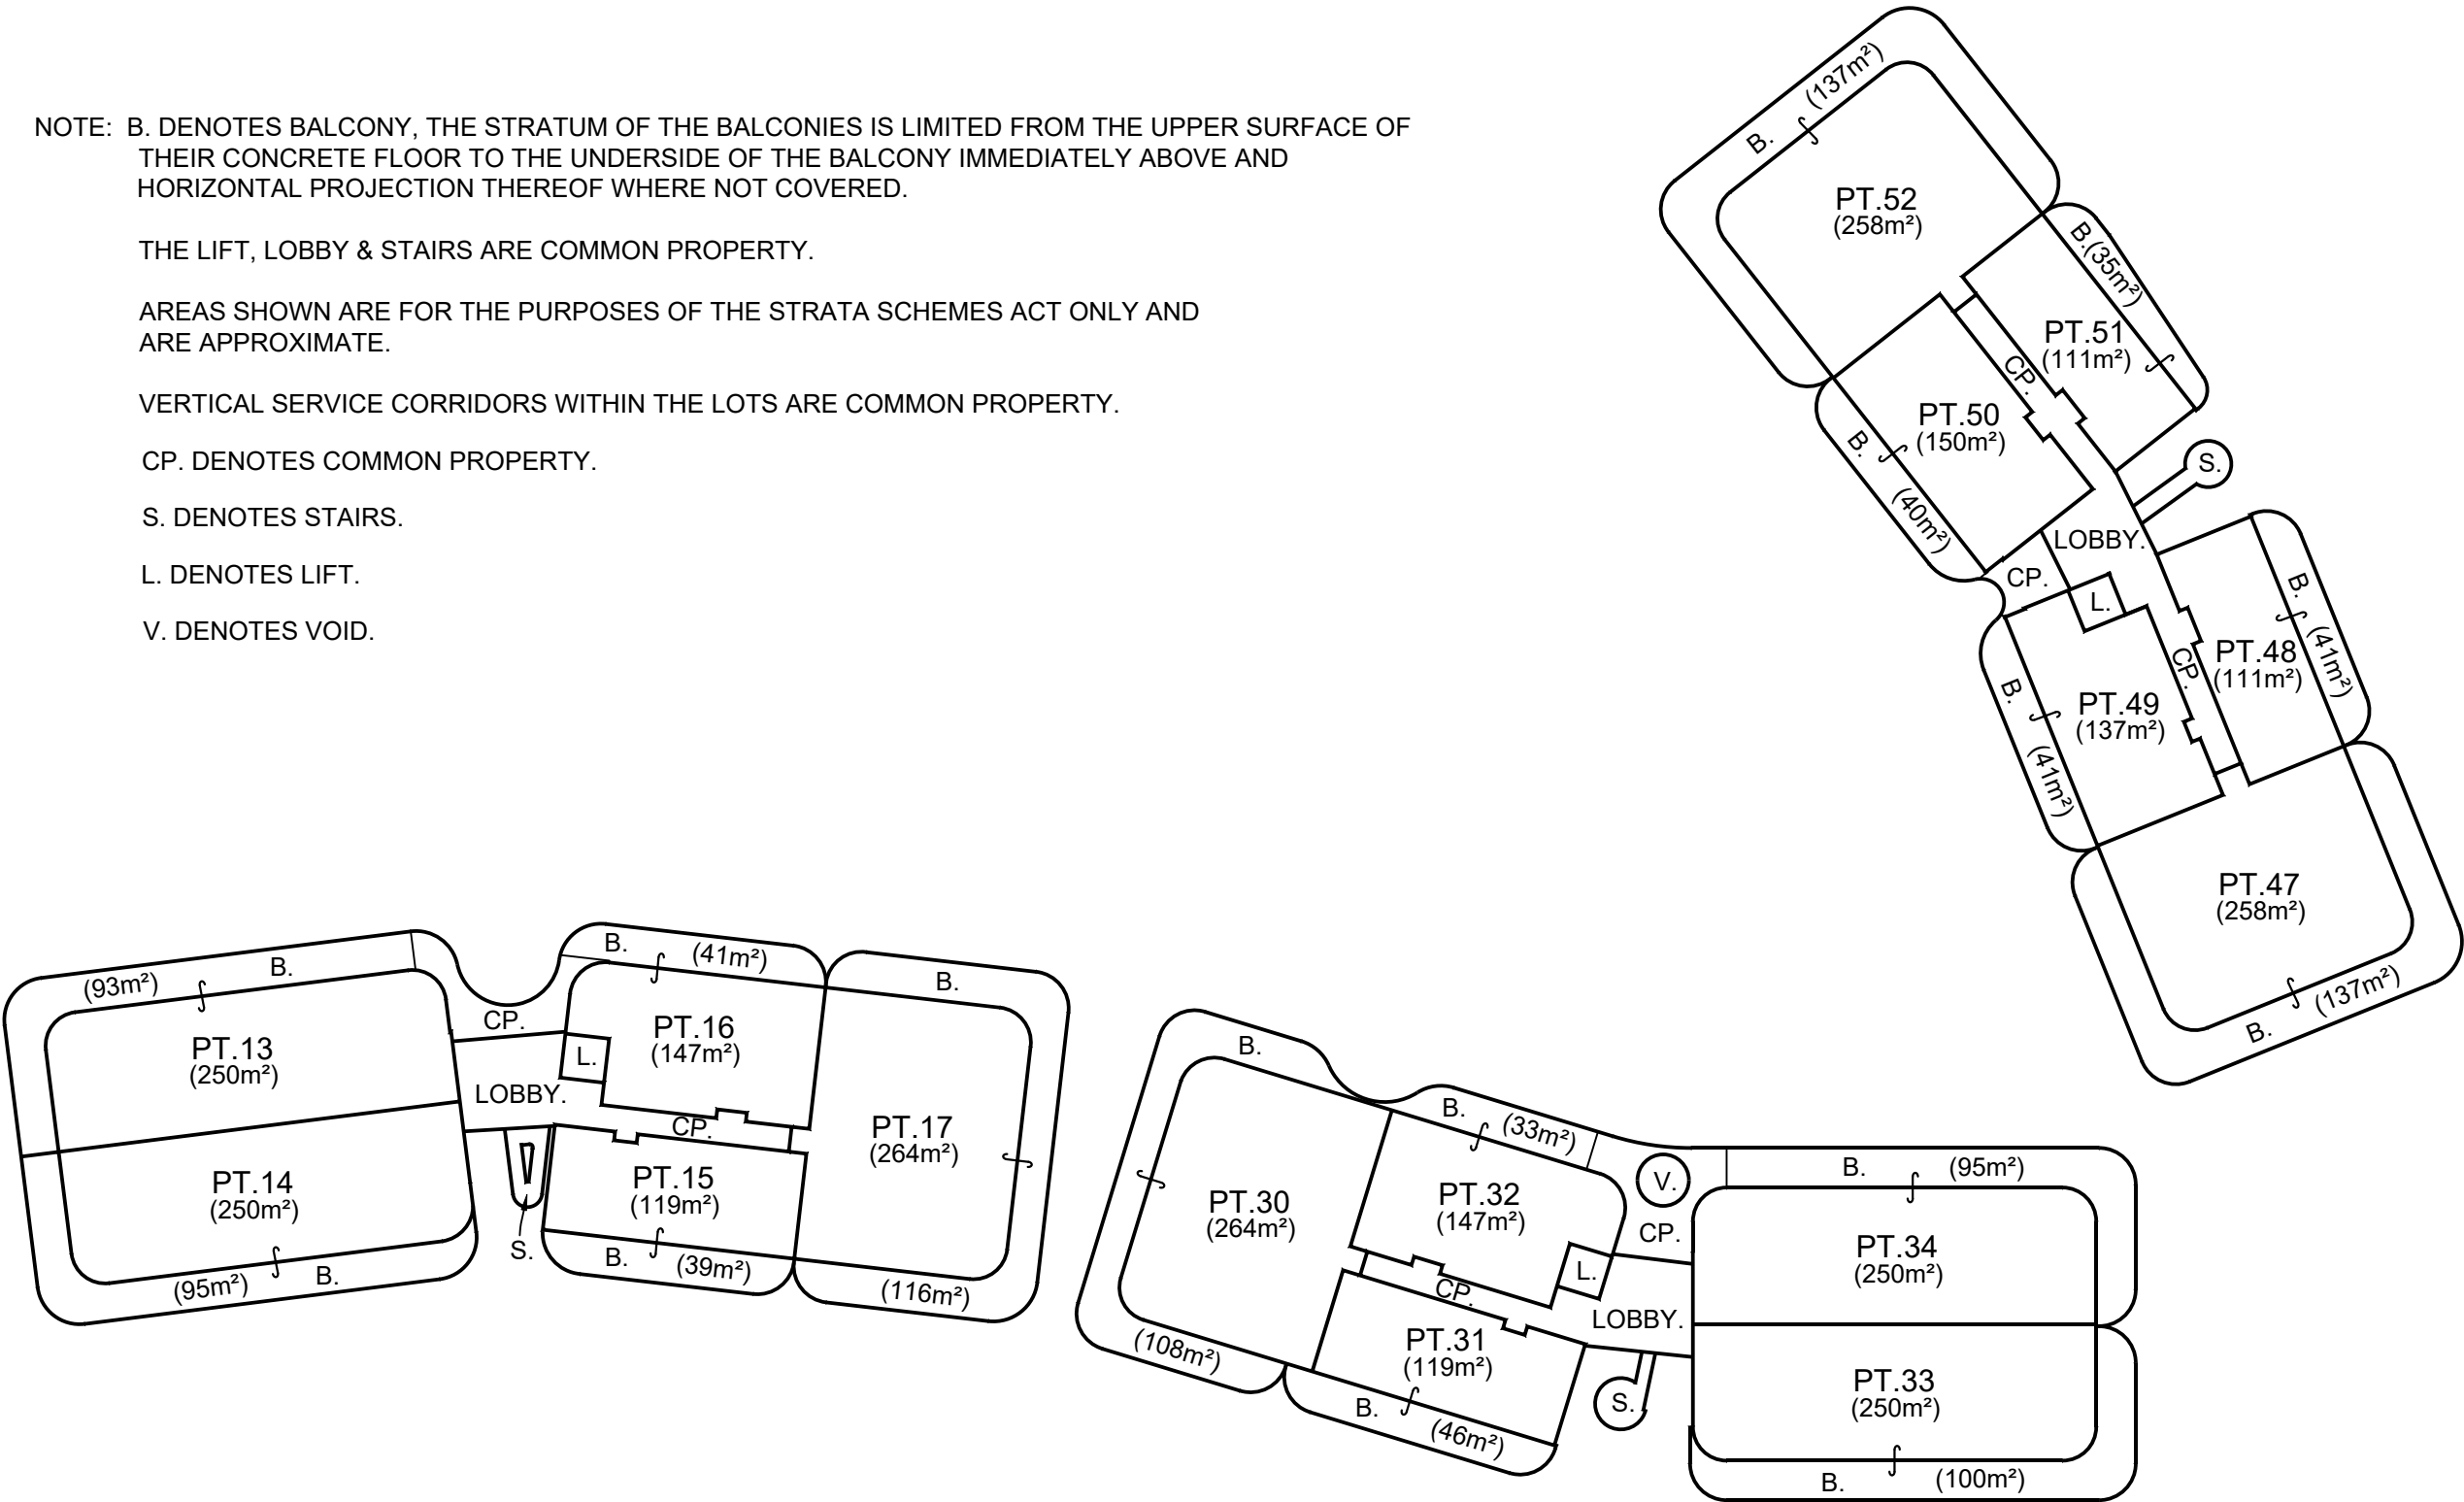 NOTE: B. DENOTES BALCONY, THE STRATUM OF THE BALCONIES IS LIMITED FROM THE UPPER SURFACE OF
THEIR CONCRETE FLOOR TO THE UNDERSIDE OF THE BALCONY IMMEDIATELY ABOVE AND
HORIZONTAL PROJECTION THEREOF WHERE NOT COVERED.
THE LIFT, LOBBY & STAIRS ARE COMMON PROPERTY.
AREAS SHOWN ARE FOR THE PURPOSES OF THE STRATA SCHEMES ACT ONLY AND
ARE APPROXIMATE.
VERTICAL SERVICE CORRIDORS WITHIN THE LOTS ARE COMMON PROPERTY.
CP. DENOTES COMMON PROPERTY.
S. DENOTES STAIRS.
L. DENOTES LIFT.
V. DENOTES VOID.
B. (137m²)
PT.52
(258m²)
B.(35m²)
PT.51
(111m²)
CP.
PT.50
(150m²)
B. (40m²)
S.
LOBBY.
CP.
L.
B. (41m²)
PT.48
(111m²)
CP.
PT.49
(137m²)
B. (41m²)
PT.47
(258m²)
B. (137m²)
(93m²) B.
PT.13
(250m²)
PT.14
(250m²)
(95m²) B.
CP.
LOBBY.
L.
S.
B. (41m²)
PT.16
(147m²)
CP.
PT.15
(119m²)
B. (39m²)
B.
PT.17
(264m²)
(116m²)
B.
PT.30
(264m²)
(108m²)
B. (33m²)
PT.32
(147m²)
CP.
PT.31
(119m²)
B. (46m²)
V.
CP.
L.
LOBBY.
S.
B. (95m²)
PT.34
(250m²)
PT.33
(250m²)
B. (100m²)